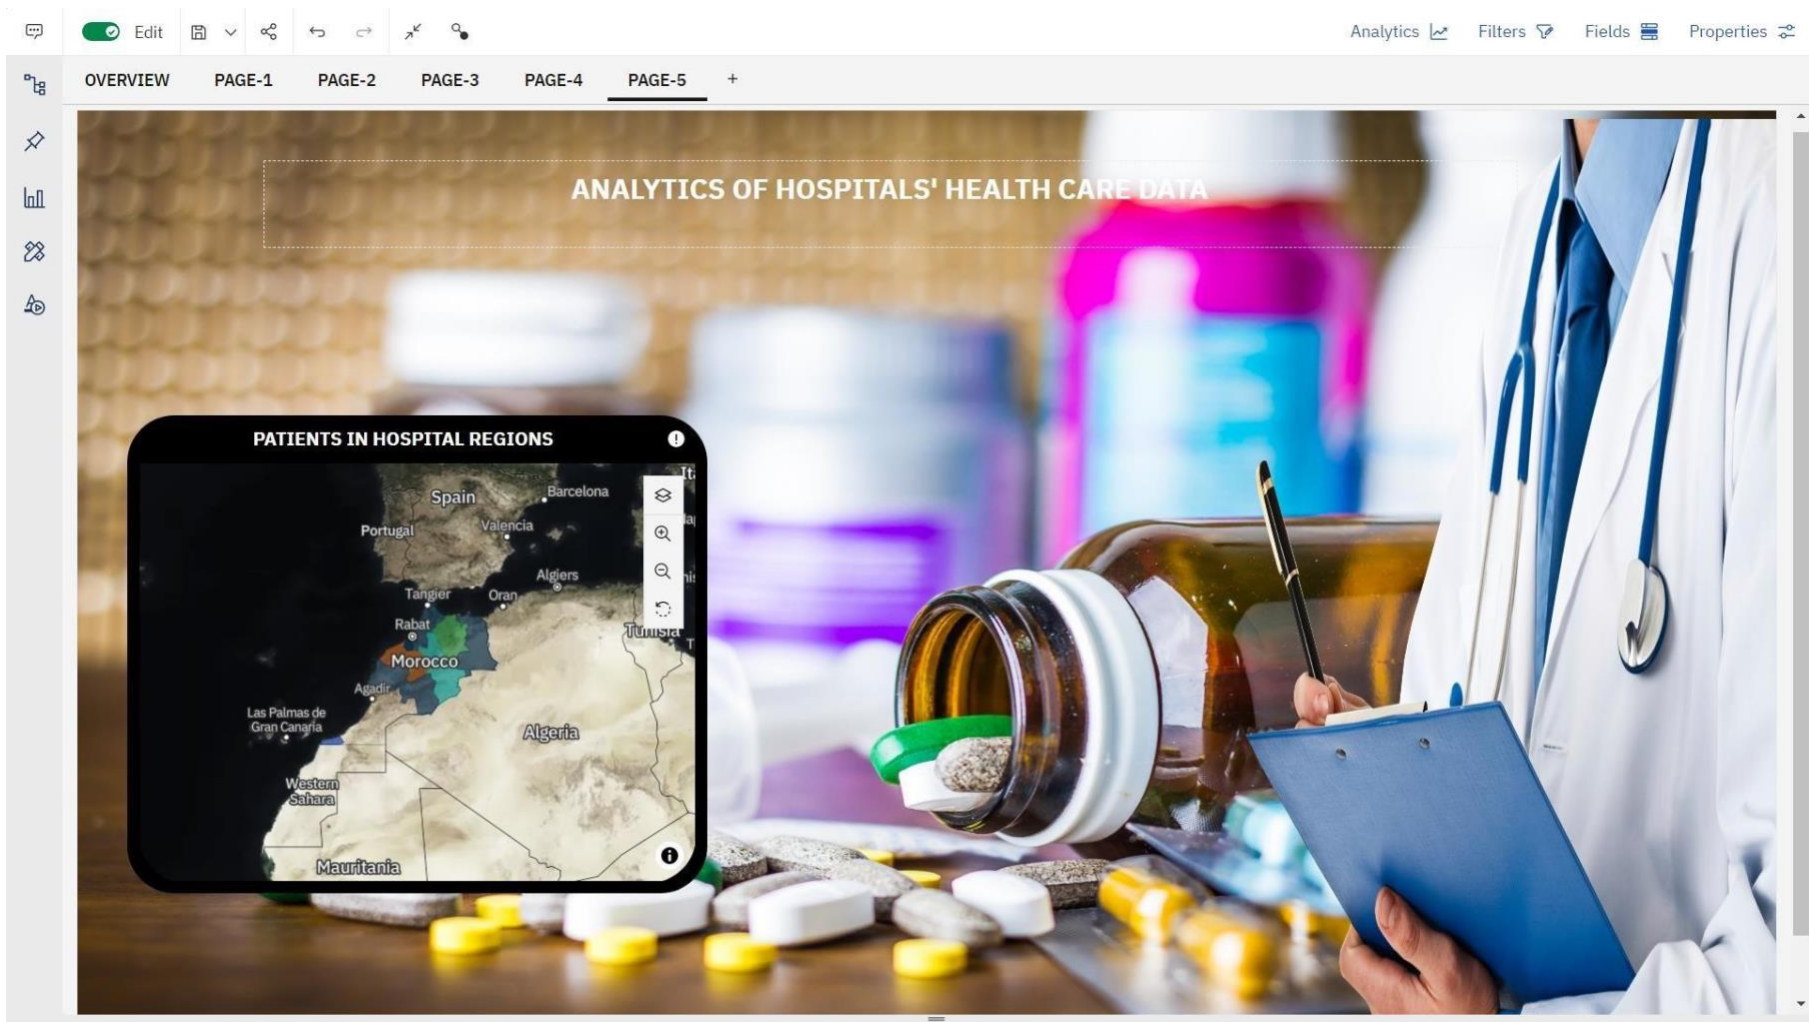 Edit
Analytics
Filters
Fields
Properties
OVERVIEW PAGE-1 PAGE-2 PAGE-3 PAGE-4 PAGE-5 +
ANALYTICS OF HOSPITALS' HEALTH CARE DATA
PATIENTS IN HOSPITAL REGIONS
Spain
Barcelona
Portugal
Valencia
Algiers
Tangier
Oran
Rabat
Tunisia
Morocco
Agadir
Las Palmas de
Gran Canaria
Algeria
Western
Sahara
Mauritania